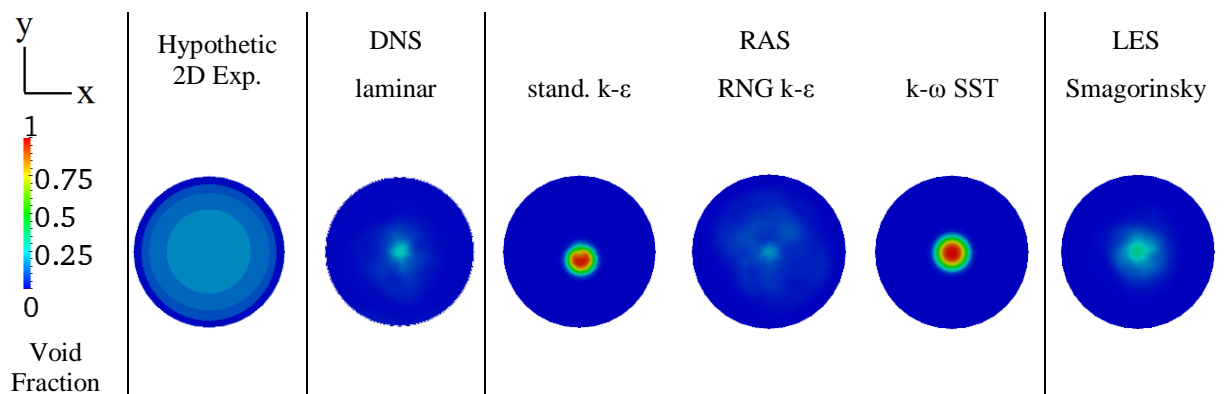 y
x
1
0.75
0.5
0.25
0
Void
Fraction
Hypothetic
2D Exp.
DNS
laminar
RAS
stand. k-ε
RNG k-ε
k-ω SST
LES
Smagorinsky